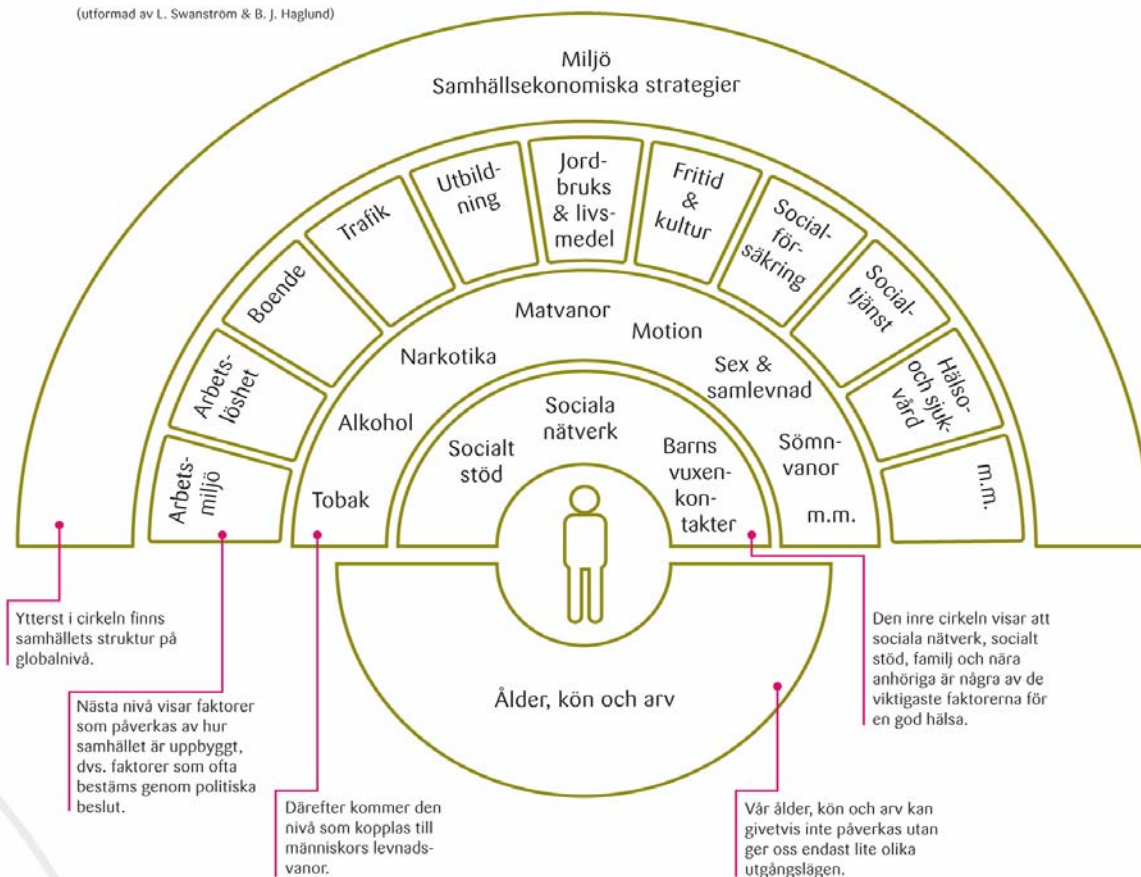 (utformad av L. Swanström & B. J. Haglund)
Miljö
Samhällsekonomiska strategier
Arbets-
miljö
Arbets-
löshet
Boende
Trafik
Utbild-
ning
Jord-
bruks
& livs-
medel
Fritid
&
kultur
Social-
för-
säkring
Social-
tjänst
Hälso-
och sjuk-
vård
m.m.
Tobak
Alkohol
Narkotika
Matvanor
Motion
Sex &
samlevnad
Sömn-
vanor
m.m.
Socialt
stöd
Sociala
nätverk
Barns
vuxen-
kon-
takter
Ålder, kön och arv
Ytterst i cirkeln finns
samhällets struktur på
globalnivå.
Nästa nivå visar faktorer
som påverkas av hur
samhället är uppbyggt,
dvs. faktorer som ofta
bestäms genom politiska
beslut.
Därefter kommer den
nivå som kopplas till
människors levnads-
vanor.
Den inre cirkeln visar att
sociala nätverk, socialt
stöd, familj och nära
anhöriga är några av de
viktigaste faktorerna för
en god hälsa.
Vår ålder, kön och arv kan
givetvis inte påverkas utan
ger oss endast lite olika
utgångslägen.